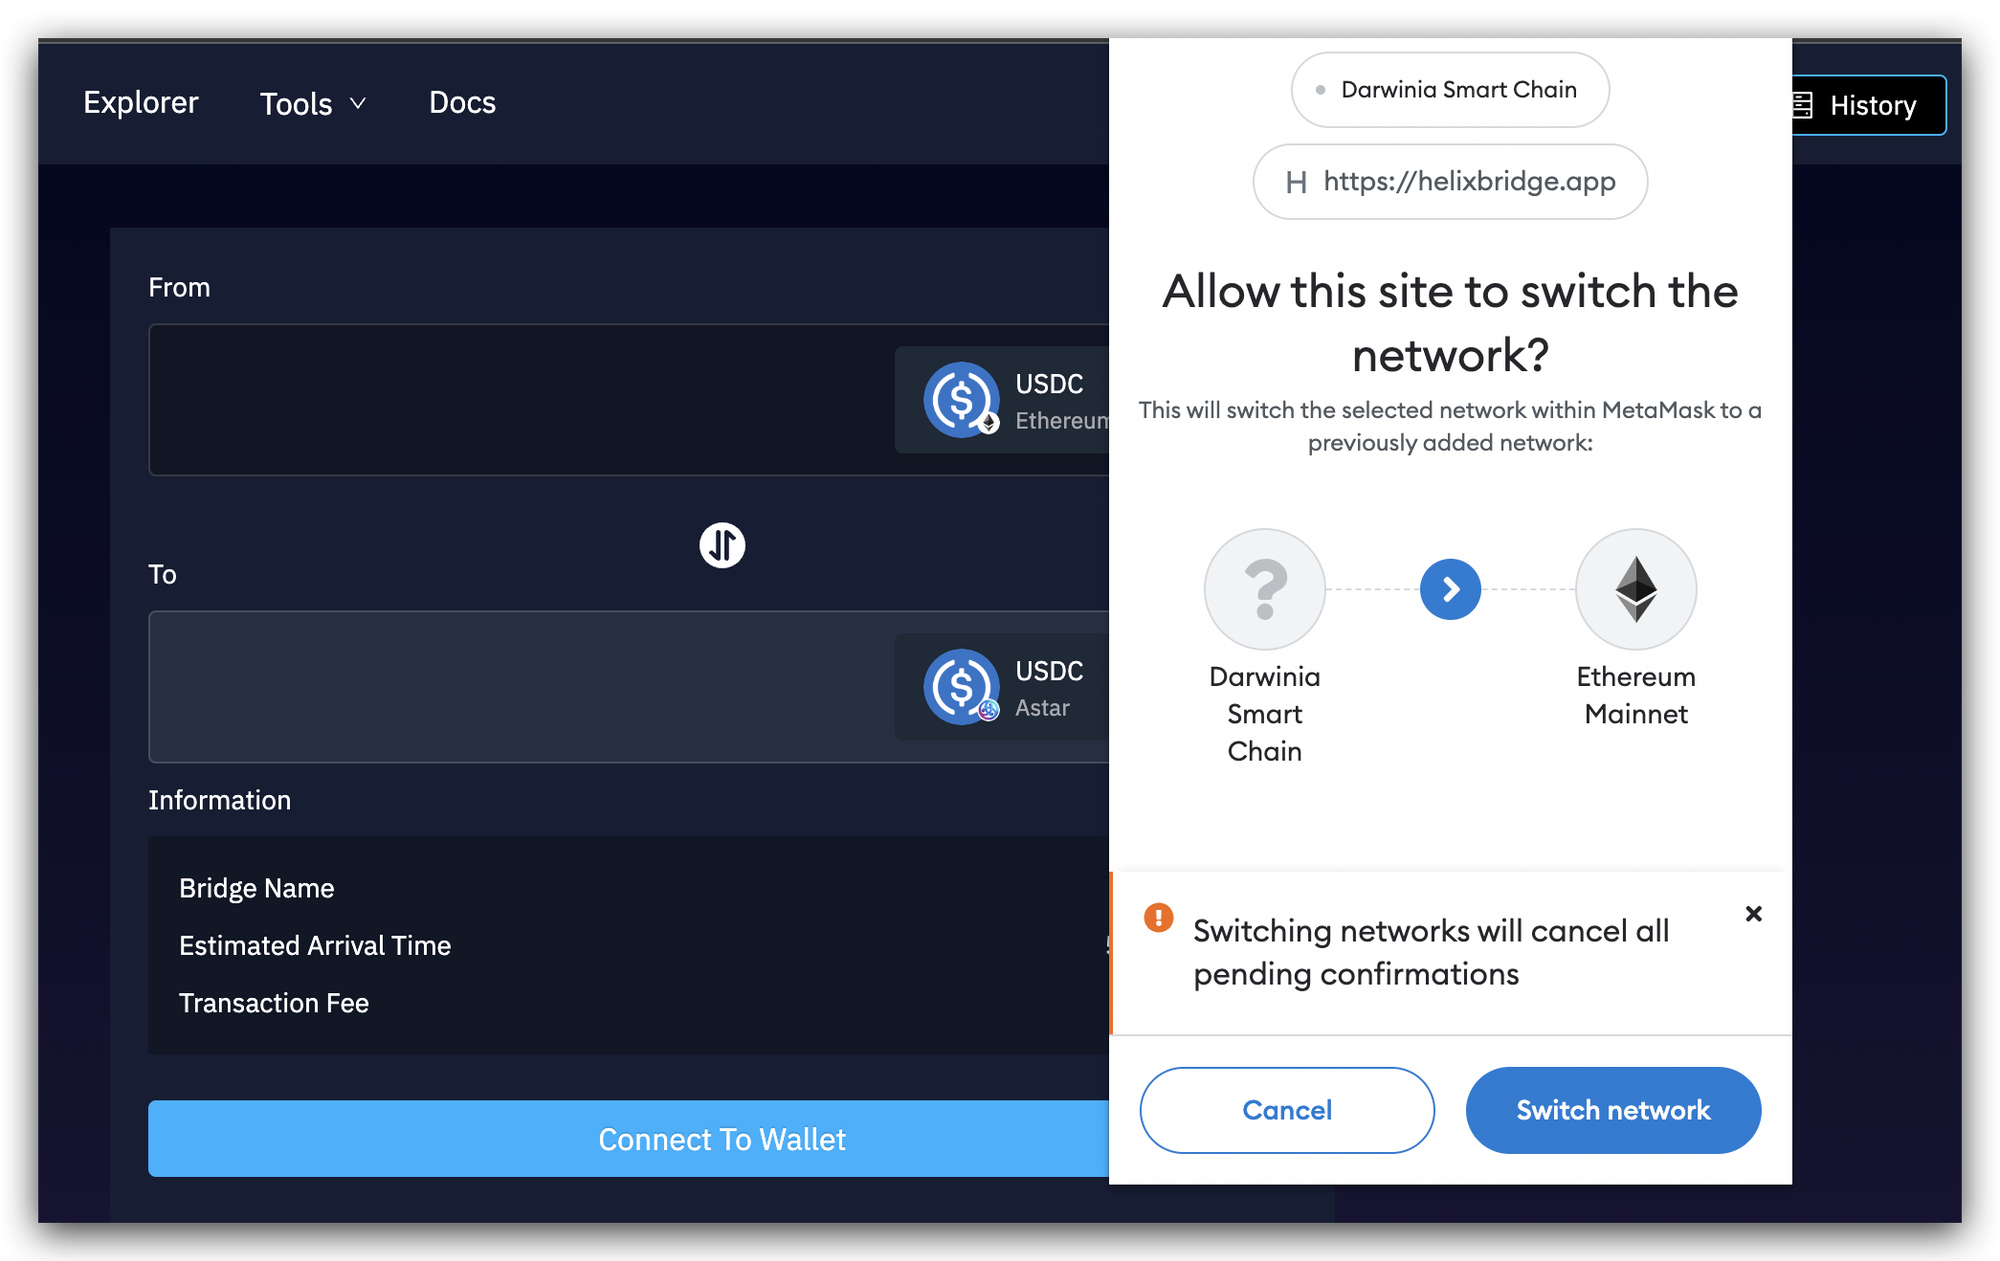 Explorer
Tools
Docs
History
From
USDC
Ethereum
To
USDC
Astar
Information
Bridge Name
Estimated Arrival Time
Transaction Fee
Connect To Wallet
Darwinia Smart Chain
H https://helixbridge.app
Allow this site to switch the
network?
This will switch the selected network within MetaMask to a
previously added network:
?
Darwinia
Smart
Chain
Ethereum
Mainnet
Switching networks will cancel all
pending confirmations
Cancel
Switch network